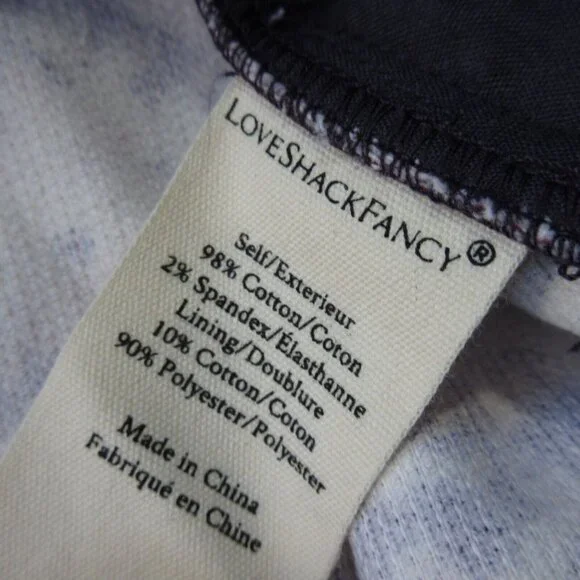 LOVESHACKFANCY®
Self/Exterieur
98% Cotton/Coton
2% Spandex/Élasthanne
Lining/Doublure
10% Cotton/Coton
90% Polyester/Polyester
Made in China
Fabriqué en Chine